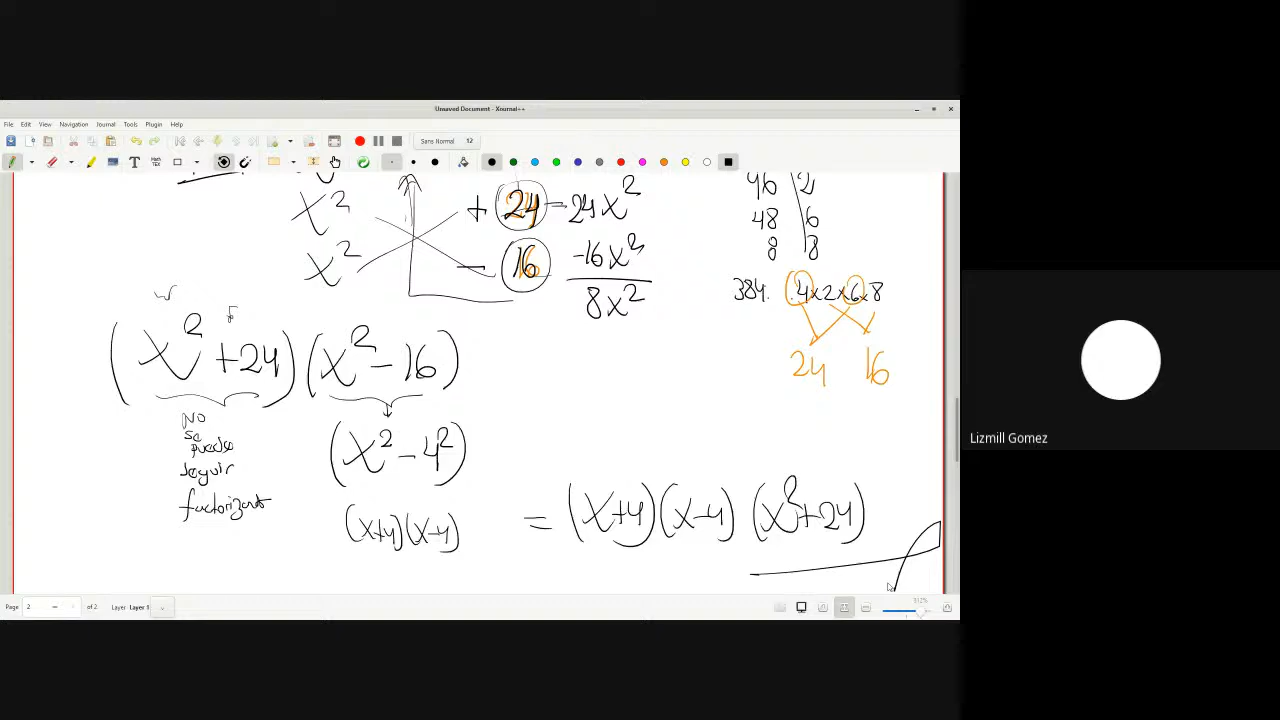 Unsaved Document - Xournal++
File Edit View Navigation Journal Tools Plugin Help
Sans Normal 12
x² + 24 - 24x²
x² - 16 -16x²
8x²
96 2
48 6
8 8
384. 4x2x6x8
24 16
(x² +24)(x² - 16)
No
se
puede
seguir
factorizar
(x² - 4²)
(x+4)(x-4)
= (x+4)(x-4) (x²+24)
Lizmill Gomez
Page 2 of 2 Layer Layer 1
312%